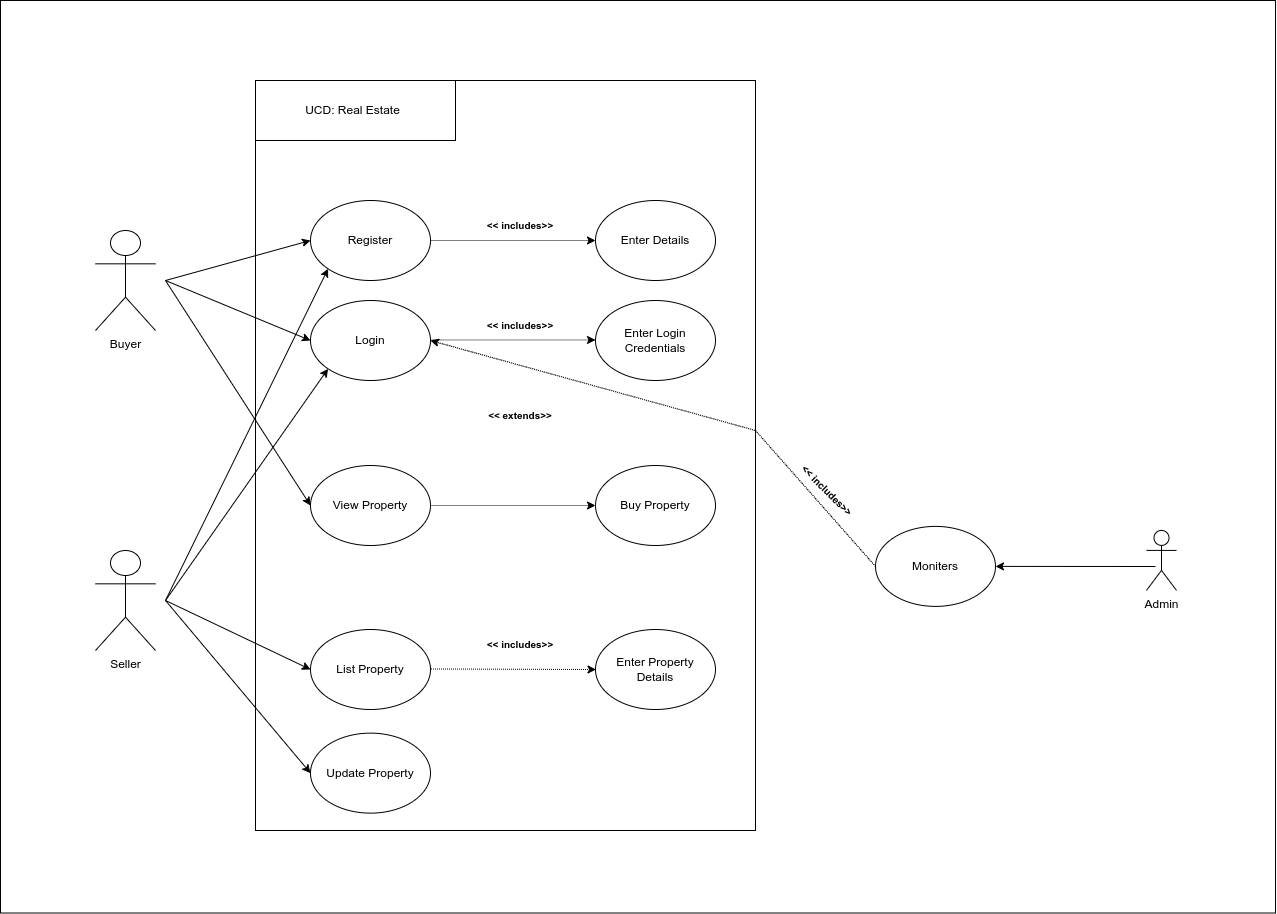 UCD: Real Estate
Register
<< includes>>
Enter Details
Buyer
Login
<< includes>>
Enter Login
Credentials
<< extends>>
View Property
Buy Property
<< includes>>
Moniters
Admin
Seller
List Property
<< includes>>
Enter Property
Details
Update Property